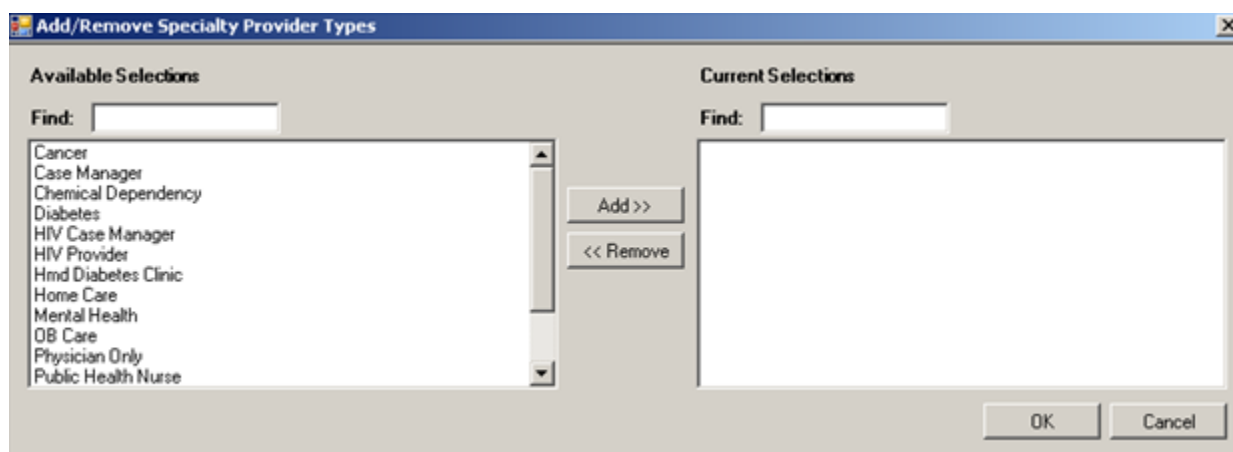 Add/Remove Specialty Provider Types
Available Selections
Find:
Cancer
Case Manager
Chemical Dependency
Diabetes
HIV Case Manager
HIV Provider
Hmd Diabetes Clinic
Home Care
Mental Health
OB Care
Physician Only
Public Health Nurse
Add >>
<< Remove
Current Selections
Find:
OK
Cancel